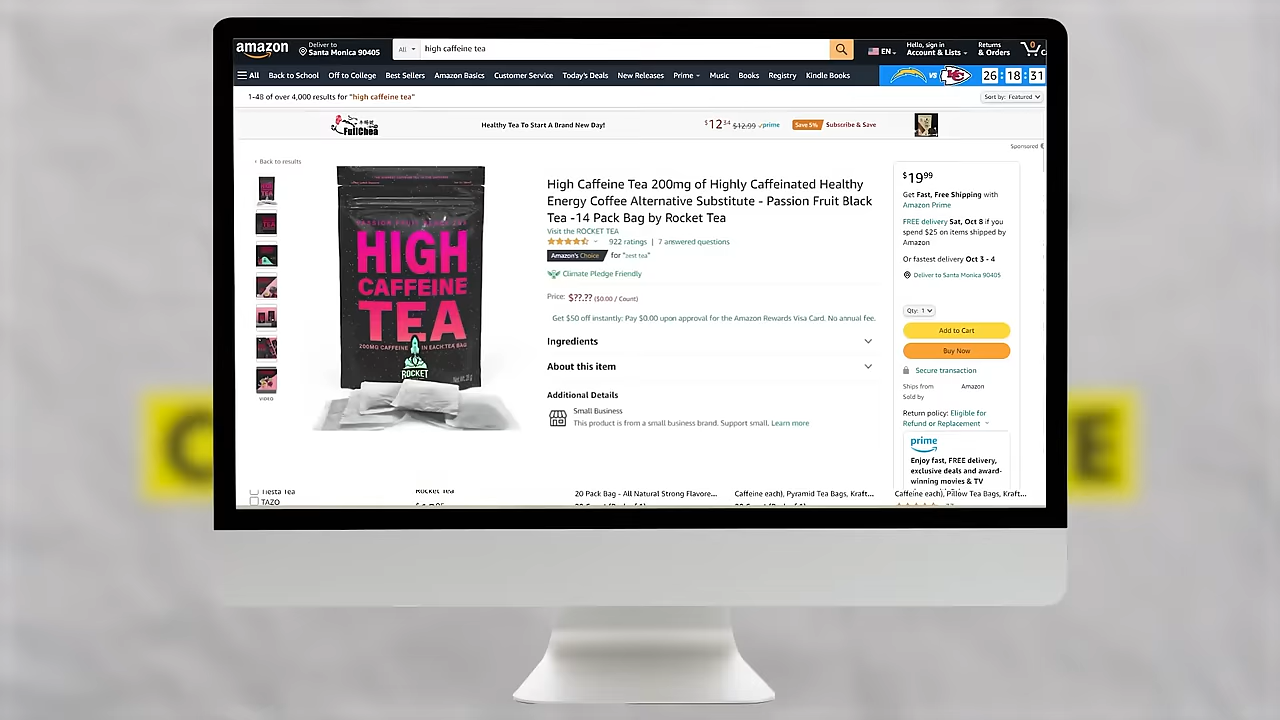 amazon
Deliver to
Santa Monica 90405
All
high caffeine tea
EN
Hello, sign in
Account & Lists
Returns
& Orders
0
All
Back to School
Off to College
Best Sellers
Amazon Basics
Customer Service
Today's Deals
New Releases
Prime
Music
Books
Registry
Kindle Books
VS
26:18:31
1-48 of over 4,000 results for "high caffeine tea"
Sort by: Featured
FullChea
Healthy Tea To Start A Brand New Day!
$12.34 $12.99 prime
Save 5% Subscribe & Save
Sponsored
Back to results
HIGH
CAFFEINE
TEA
200MG CAFFEINE IN EACH TEA BAG
ROCKET
VIDEO
High Caffeine Tea 200mg of Highly Caffeinated Healthy
Energy Coffee Alternative Substitute - Passion Fruit Black
Tea -14 Pack Bag by Rocket Tea
Visit the ROCKET TEA
922 ratings | 7 answered questions
Amazon's Choice for "zest tea"
Climate Pledge Friendly
Price: $??.?? ($0.00 / Count)
Get $50 off instantly: Pay $0.00 upon approval for the Amazon Rewards Visa Card. No annual fee.
Ingredients
About this item
Additional Details
Small Business
This product is from a small business brand. Support small. Learn more
$19.99
Get Fast, Free Shipping with
Amazon Prime
FREE delivery Sat, Oct 8 if you
spend $25 on items shipped by
Amazon
Or fastest delivery Oct 3 - 4
Deliver to Santa Monica 90405
Qty: 1
Add to Cart
Buy Now
Secure transaction
Ships from Amazon
Sold by
Return policy: Eligible for
Refund or Replacement
prime
Enjoy fast, FREE delivery,
exclusive deals and award-
winning movies & TV
Tiesta Tea
TAZO
Rocket Tea
20 Pack Bag - All Natural Strong Flavore...
Caffeine each), Pyramid Tea Bags, Kraft...
Caffeine each), Pillow Tea Bags, Kraft...